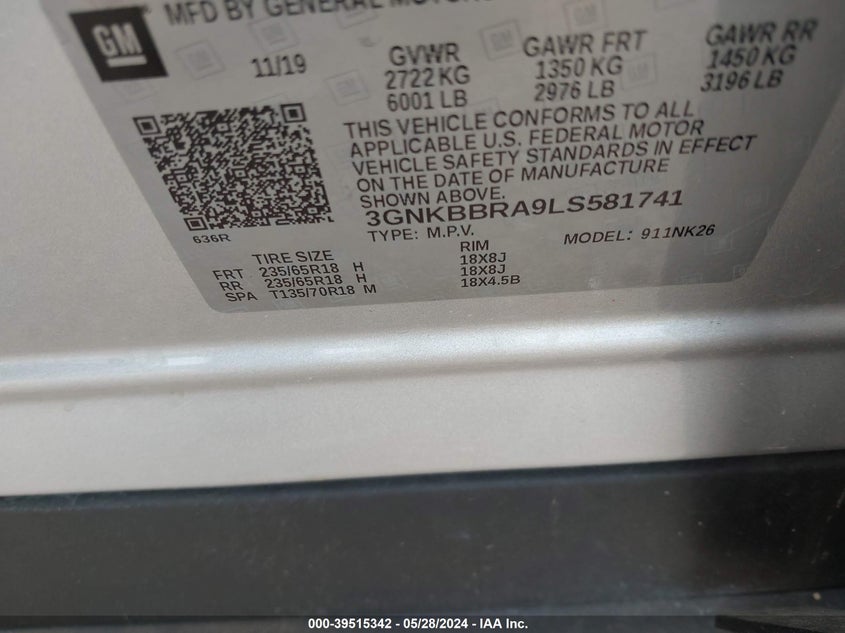 GM
MFD BY GENERAL MOTORS
11/19
GVWR GAWR FRT GAWR RR
2722 KG 1350 KG 1450 KG
6001 LB 2976 LB 3196 LB
THIS VEHICLE CONFORMS TO ALL
APPLICABLE U.S. FEDERAL MOTOR
VEHICLE SAFETY STANDARDS IN EFFECT
ON THE DATE OF MANUFACTURE
SHOWN ABOVE.
3GNKBBRA9LS581741
636R
TYPE: M.P.V. MODEL: 911NK26
TIRE SIZE RIM
FRT 235/65R18 H 18X8J
RR 235/65R18 H 18X8J
SPA T135/70R18 M 18X4.5B
000-39515342 - 05/28/2024 - IAA Inc.